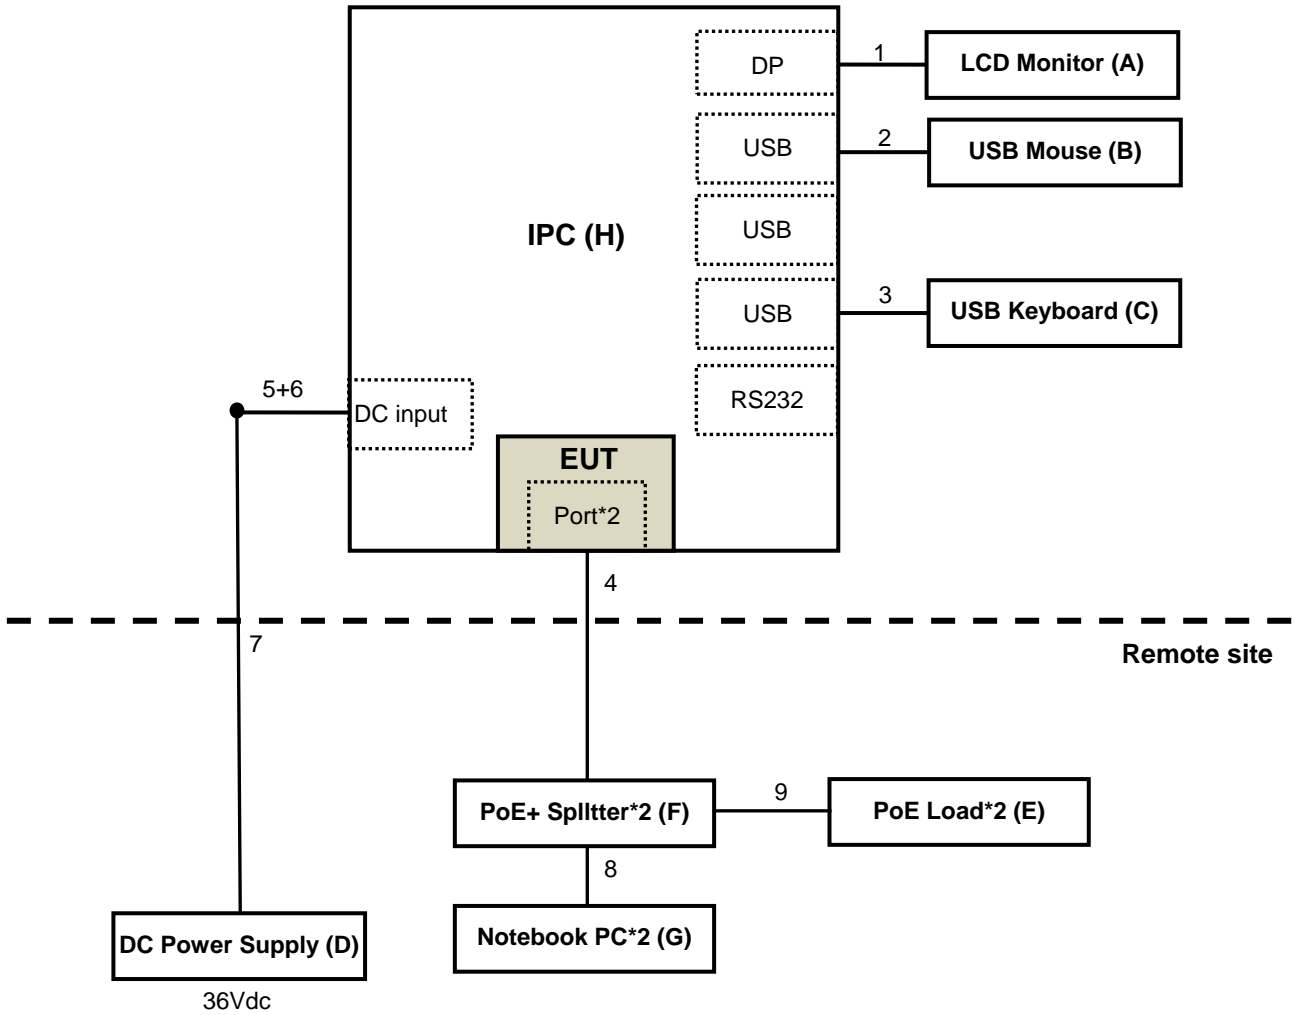 DP
1
LCD Monitor (A)
USB
2
USB Mouse (B)
IPC (H)
USB
USB
3
USB Keyboard (C)
5+6
DC input
RS232
EUT
Port*2
4
7
Remote site
PoE+ SplItter*2 (F)
9
PoE Load*2 (E)
8
DC Power Supply (D)
Notebook PC*2 (G)
36Vdc